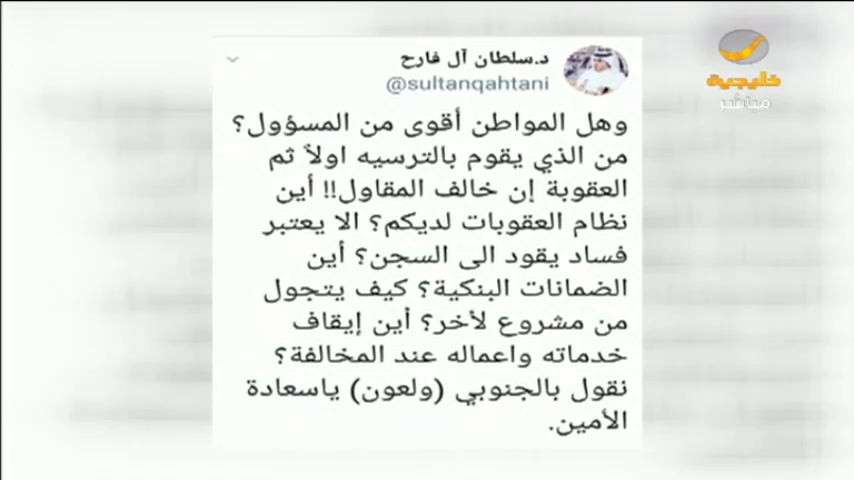 د.سلطان آل فارح
@sultanqahtani
خليجية
مباشر
وهل المواطن أقوى من المسؤول؟
من الذي يقوم بالترسيه اولاً ثم
العقوبة إن خالف المقاول!! أين
نظام العقوبات لديكم؟ الا يعتبر
فساد يقود الى السجن؟ أين
الضمانات البنكية؟ كيف يتجول
من مشروع لأخر؟ أين إيقاف
خدماته واعماله عند المخالفة؟
نقول بالجنوبي (ولعون) ياسعادة
الأمين.